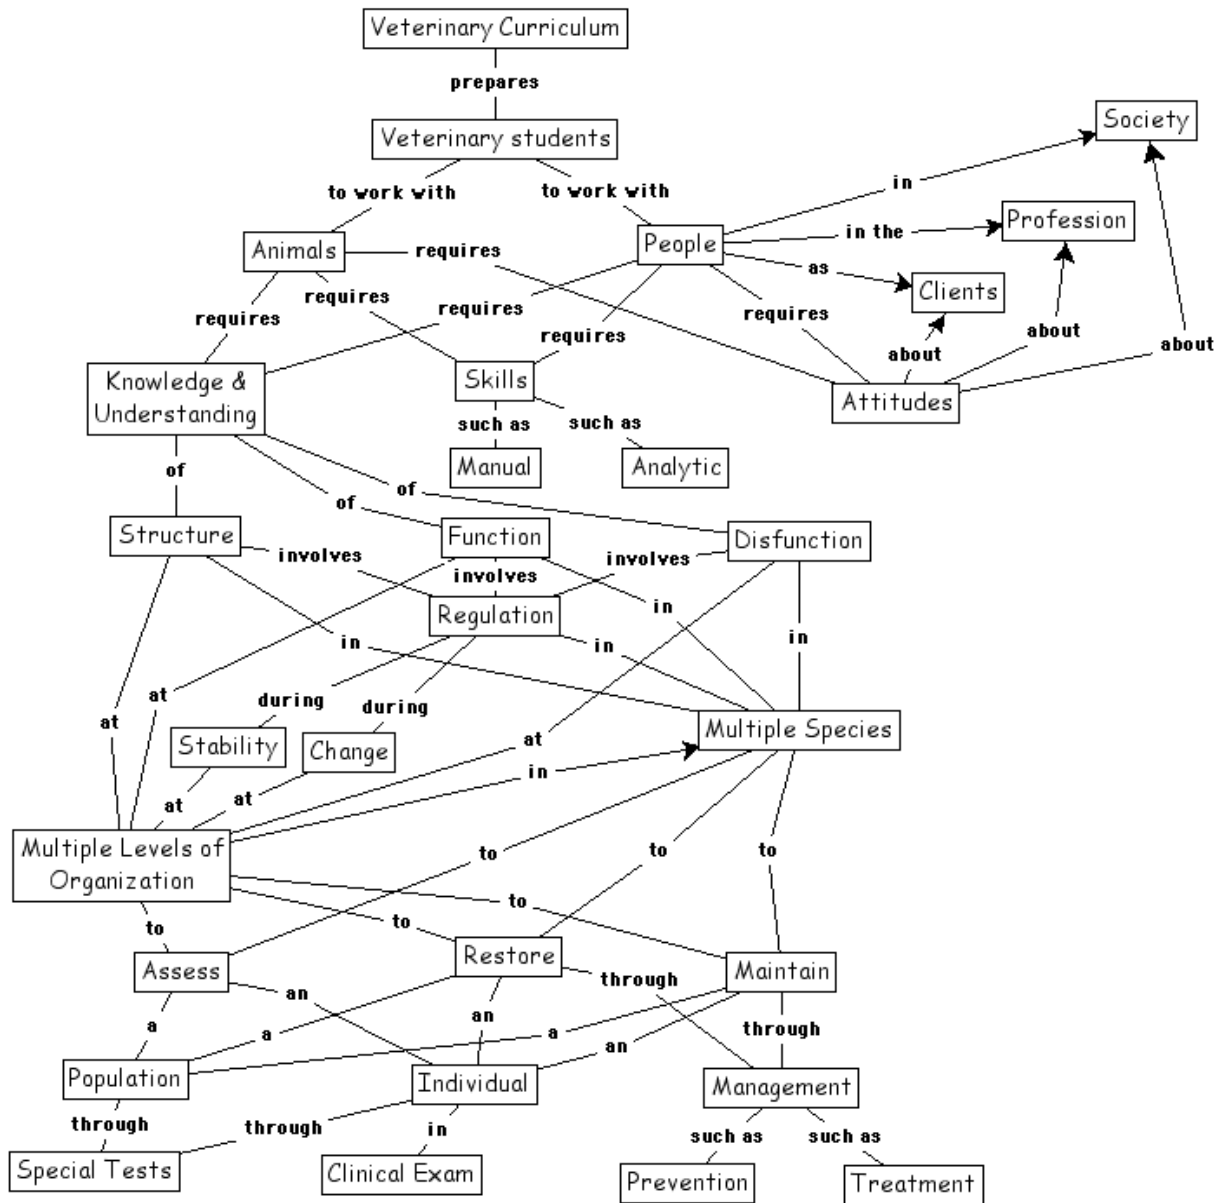 Veterinary Curriculum
prepares
Society
Veterinary students
to work with
to work with
in
Profession
People
in the
Animals
requires
as
Clients
requires
requires
requires
requires
about
about
requires
requires
about
Knowledge &
Understanding
Skills
Attitudes
such as
such as
of
Manual
Analytic
of
of
Structure
Function
Disfunction
involves
involves
involves
Regulation
in
in
in
in
during
during
at
at
Multiple Species
Stability
Change
at
in
at
at
Multiple Levels of
Organization
to
to
to
to
to
to
Assess
Restore
Maintain
through
an
a
a
an
a
through
an
Population
Individual
Management
through
through
in
such as
such as
Special Tests
Clinical Exam
Prevention
Treatment